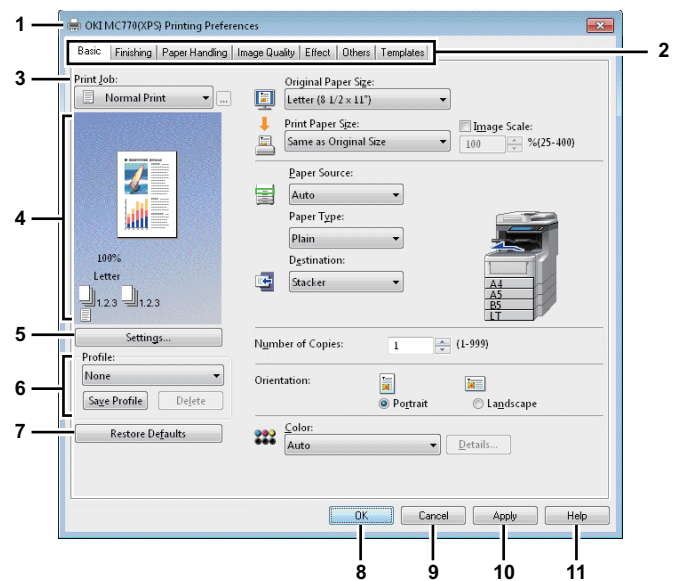 1
OKI MC770(XPS) Printing Preferences
2
Basic Finishing Paper Handling Image Quality Effect Others Templates
3
Print Job:
Normal Print ...
Original Paper Size:
Letter (8 1/2 x 11")
Print Paper Size:
Same as Original Size
Image Scale:
100 %(25-400)
4
100%
Letter
1.2.3 1.2.3
Paper Source:
Auto
Paper Type:
Plain
Destination:
Stacker
A4
A5
B5
LT
5
Settings...
6
Profile:
None
Save Profile Delete
7
Restore Defaults
Number of Copies: 1 (1-999)
Orientation:
Portrait Landscape
Color:
Auto Details...
OK Cancel Apply Help
8 9 10 11